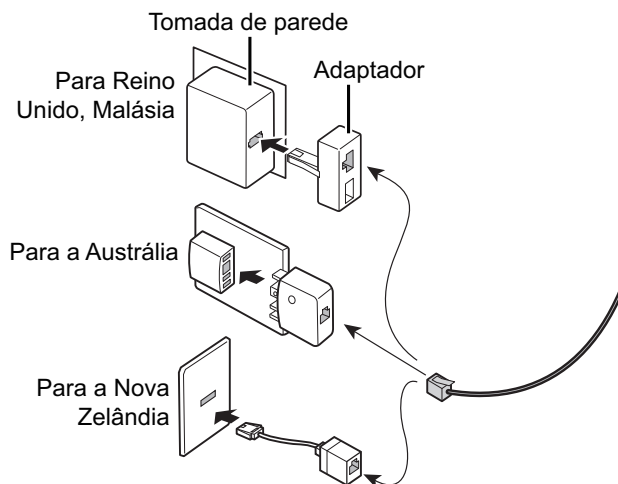 Tomada de parede
Para Reino
Unido, Malásia
Adaptador
Para a Austrália
Para a Nova
Zelândia